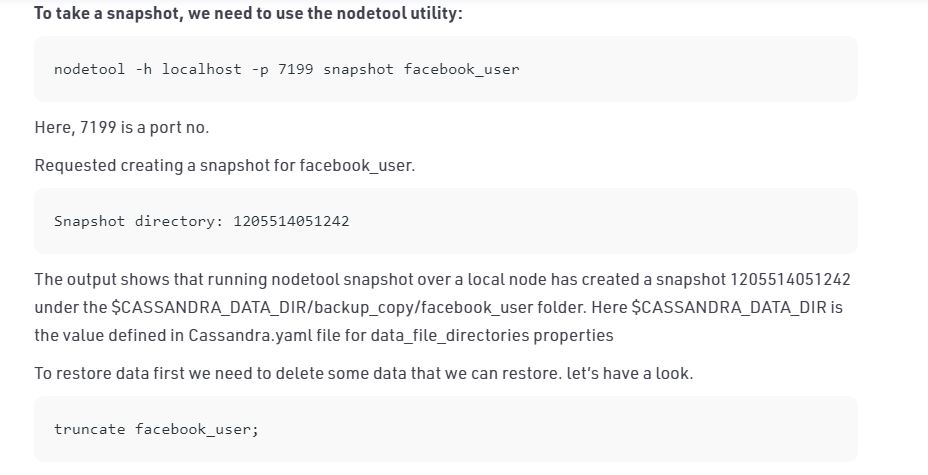 To take a snapshot, we need to use the nodetool utility:
nodetool -h localhost -p 7199 snapshot facebook_user
Here, 7199 is a port no.
Requested creating a snapshot for facebook_user.
Snapshot directory: 1205514051242
The output shows that running nodetool snapshot over a local node has created a snapshot 1205514051242
under the $CASSANDRA_DATA_DIR/backup_copy/facebook_user folder. Here $CASSANDRA_DATA_DIR is
the value defined in Cassandra.yaml file for data_file_directories properties
To restore data first we need to delete some data that we can restore. let's have a look.
truncate facebook_user;